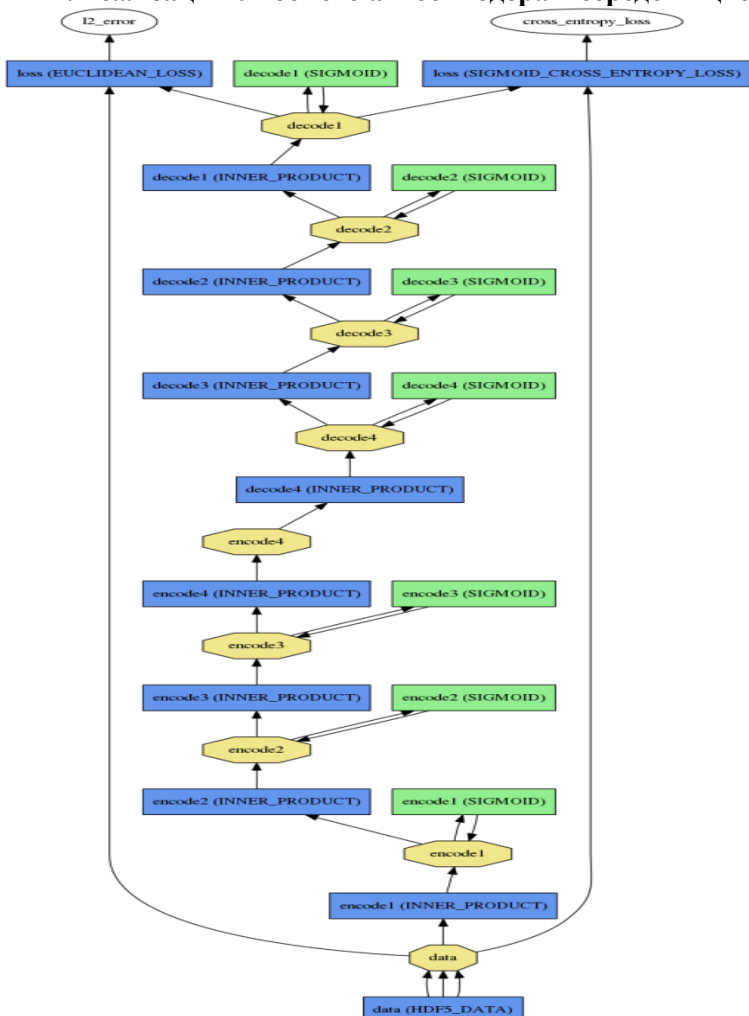 l2_error
cross_entropy_loss
loss (EUCLIDEAN_LOSS)
decode1 (SIGMOID)
loss (SIGMOID_CROSS_ENTROPY_LOSS)
decode1
decode1 (INNER_PRODUCT)
decode2 (SIGMOID)
decode2
decode2 (INNER_PRODUCT)
decode3 (SIGMOID)
decode3
decode3 (INNER_PRODUCT)
decode4 (SIGMOID)
decode4
decode4 (INNER_PRODUCT)
encode4
encode4 (INNER_PRODUCT)
encode3 (SIGMOID)
encode3
encode3 (INNER_PRODUCT)
encode2 (SIGMOID)
encode2
encode2 (INNER_PRODUCT)
encode1 (SIGMOID)
encode1
encode1 (INNER_PRODUCT)
data
data (HDF5_DATA)